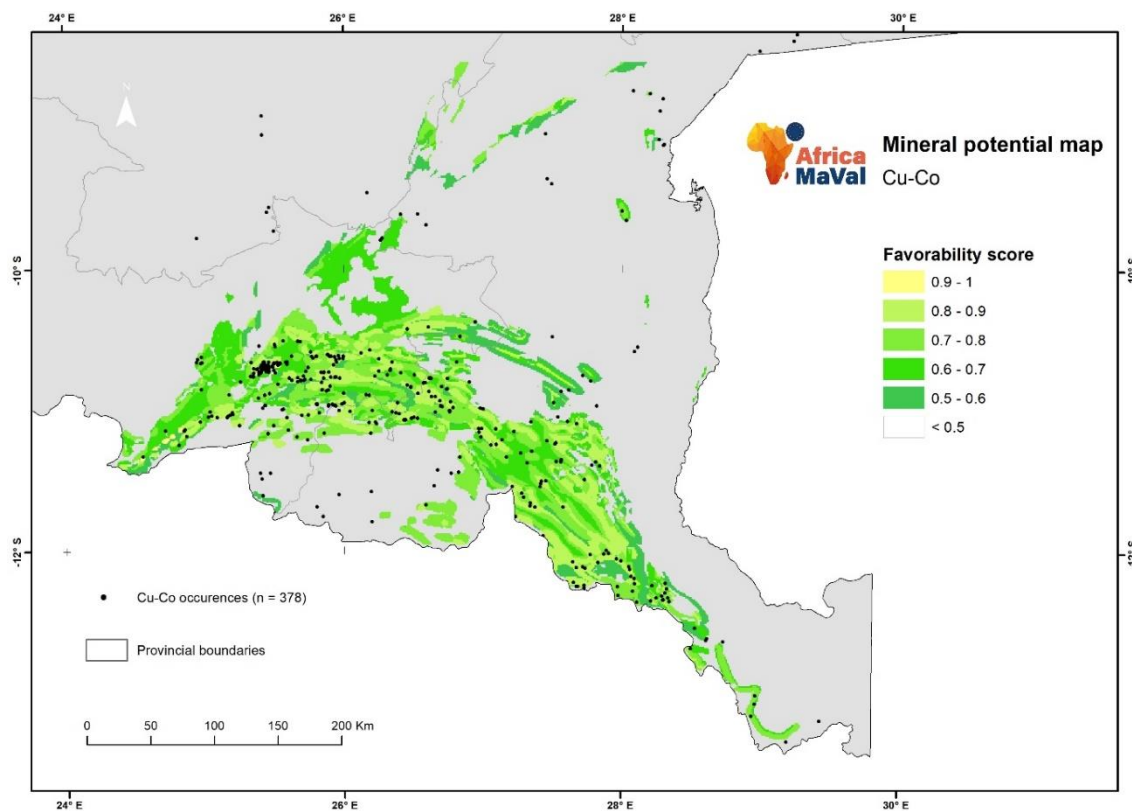 24° E
26° E
28° E
30° E
N
Africa
MaVal
Mineral potential map
Cu-Co
Favorability score
0.9 - 1
0.8 - 0.9
0.7 - 0.8
0.6 - 0.7
0.5 - 0.6
< 0.5
-10° S
-12° S
Cu-Co occurences (n = 378)
Provincial boundaries
0 50 100 150 200 Km
24° E
26° E
28° E
30° E